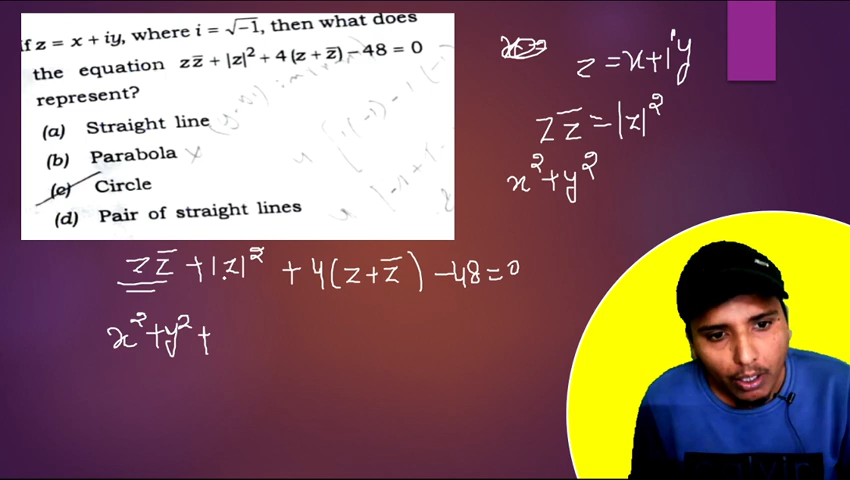 if z = x + iy, where i = √−1, then what does
the equation zz̄ + |z|² + 4 (z + z̄) − 48 = 0
represent?
(a) Straight line
(b) Parabola
(c) Circle
(d) Pair of straight lines
z = x + iy
zz̄ = |z|²
x² + y²
zz̄ + |z|² + 4(z + z̄) − 48 = 0
x² + y² +